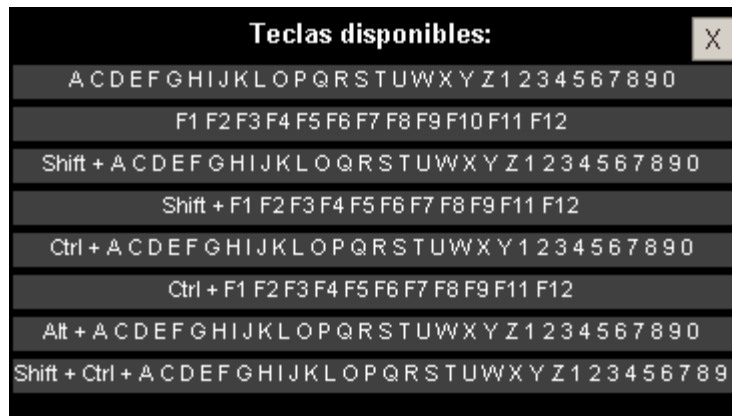 Teclas disponibles:
X
A C D E F G H I J K L O P Q R S T U W X Y Z 1 2 3 4 5 6 7 8 9 0
F1 F2 F3 F4 F5 F6 F7 F8 F9 F10 F11 F12
Shift + A C D E F G H I J K L O Q R S T U W X Y Z 1 2 3 4 5 6 7 8 9 0
Shift + F1 F2 F3 F4 F5 F6 F7 F8 F9 F11 F12
Ctrl + A C D E F G H I J K L O P Q R S T U W X Y 1 2 3 4 5 6 7 8 9 0
Ctrl + F1 F2 F3 F4 F5 F6 F7 F8 F9 F11 F12
Alt + A C D E F G H I J K L O P Q R S T U W X Y Z 1 2 3 4 5 6 7 8 9 0
Shift + Ctrl + A C D E F G H I J K L O P Q R S T U W X Y Z 1 2 3 4 5 6 7 8 9